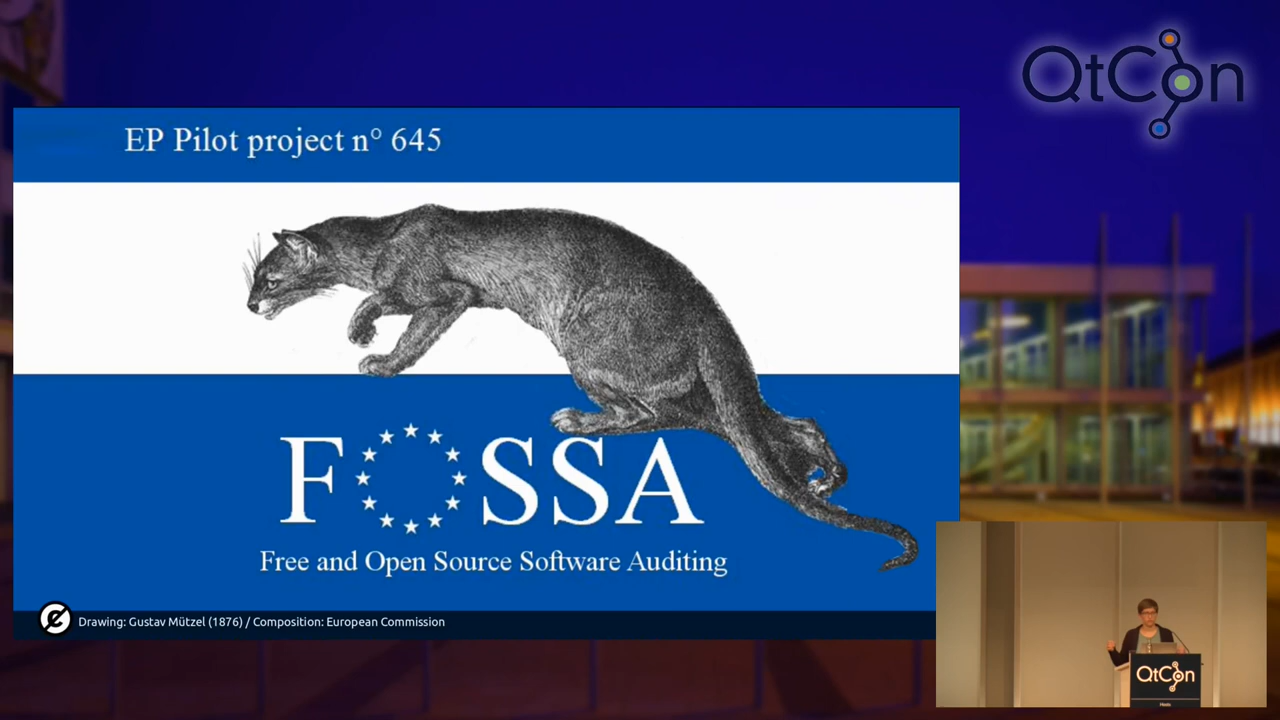 QtCon
EP Pilot project n° 645
FOSSA
Free and Open Source Software Auditing
Drawing: Gustav Mützel (1876) / Composition: European Commission
QtCon